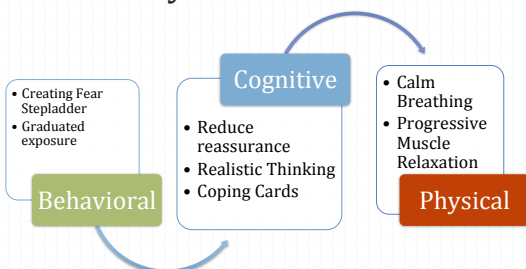 • Creating Fear
Stepladder
• Graduated
exposure
Behavioral
Cognitive
• Reduce
reassurance
• Realistic Thinking
• Coping Cards
• Calm
Breathing
• Progressive
Muscle
Relaxation
Physical